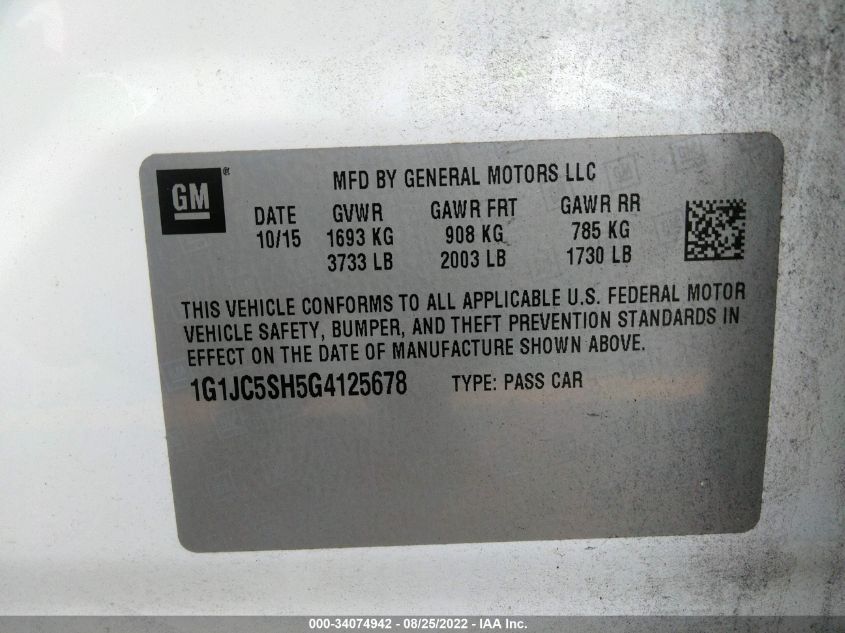 GM®
MFD BY GENERAL MOTORS LLC
DATE GVWR GAWR FRT GAWR RR
10/15 1693 KG 908 KG 785 KG
3733 LB 2003 LB 1730 LB
THIS VEHICLE CONFORMS TO ALL APPLICABLE U.S. FEDERAL MOTOR
VEHICLE SAFETY, BUMPER, AND THEFT PREVENTION STANDARDS IN
EFFECT ON THE DATE OF MANUFACTURE SHOWN ABOVE.
1G1JC5SH5G4125678 TYPE: PASS CAR
000-34074942 - 08/25/2022 - IAA Inc.